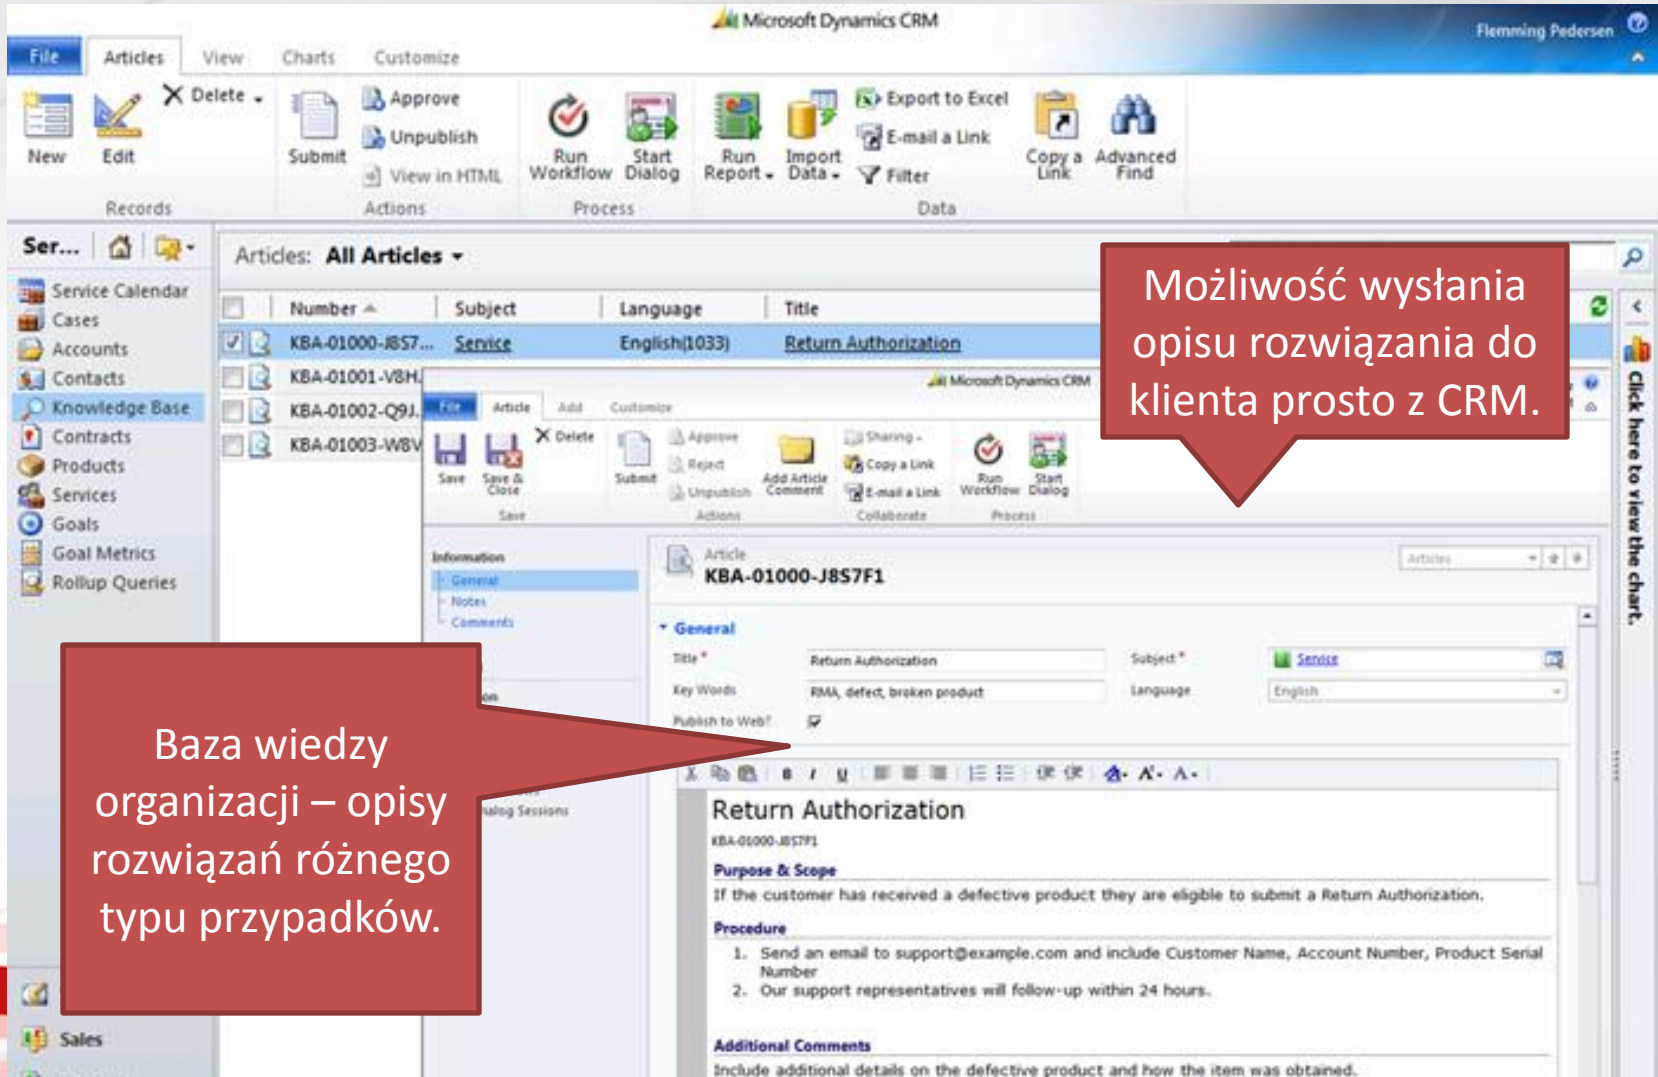 Microsoft Dynamics CRM
Flemming Pedersen
File Articles View Charts Customize
New
Edit
Delete
Records
Submit
Approve
Unpublish
View in HTML
Actions
Run Workflow
Start Dialog
Process
Run Report
Import Data
Export to Excel
E-mail a Link
Filter
Copy a Link
Advanced Find
Data
Ser...
Service Calendar
Cases
Accounts
Contacts
Knowledge Base
Contracts
Products
Services
Goals
Goal Metrics
Rollup Queries
Sales
Articles: All Articles
Number Subject Language Title
KBA-01000-J8S7... Service English(1033) Return Authorization
KBA-01001-V8H.
KBA-01002-Q9J.
KBA-01003-W8V
Możliwość wysłania
opisu rozwiązania do
klienta prosto z CRM.
Click here to view the chart.
Microsoft Dynamics CRM
File Article Add Customize
Save
Save & Close
Delete
Save
Submit
Approve
Reject
Unpublish
Add Article Comment
Actions
Sharing
Copy a Link
E-mail a Link
Collaborate
Run Workflow
Start Dialog
Process
Information
General
Notes
Comments
Dialog Sessions
Article
KBA-01000-J8S7F1
Articles
General
Title * Return Authorization
Subject * Service
Key Words RMA, defect, broken product
Language English
Publish to Web?
Baza wiedzy
organizacji – opisy
rozwiązań różnego
typu przypadków.
B I U
Return Authorization
KBA-01000-J8S7F1
Purpose & Scope
If the customer has received a defective product they are eligible to submit a Return Authorization.
Procedure
1. Send an email to support@example.com and include Customer Name, Account Number, Product Serial
Number
2. Our support representatives will follow-up within 24 hours.
Additional Comments
Include additional details on the defective product and how the item was obtained.